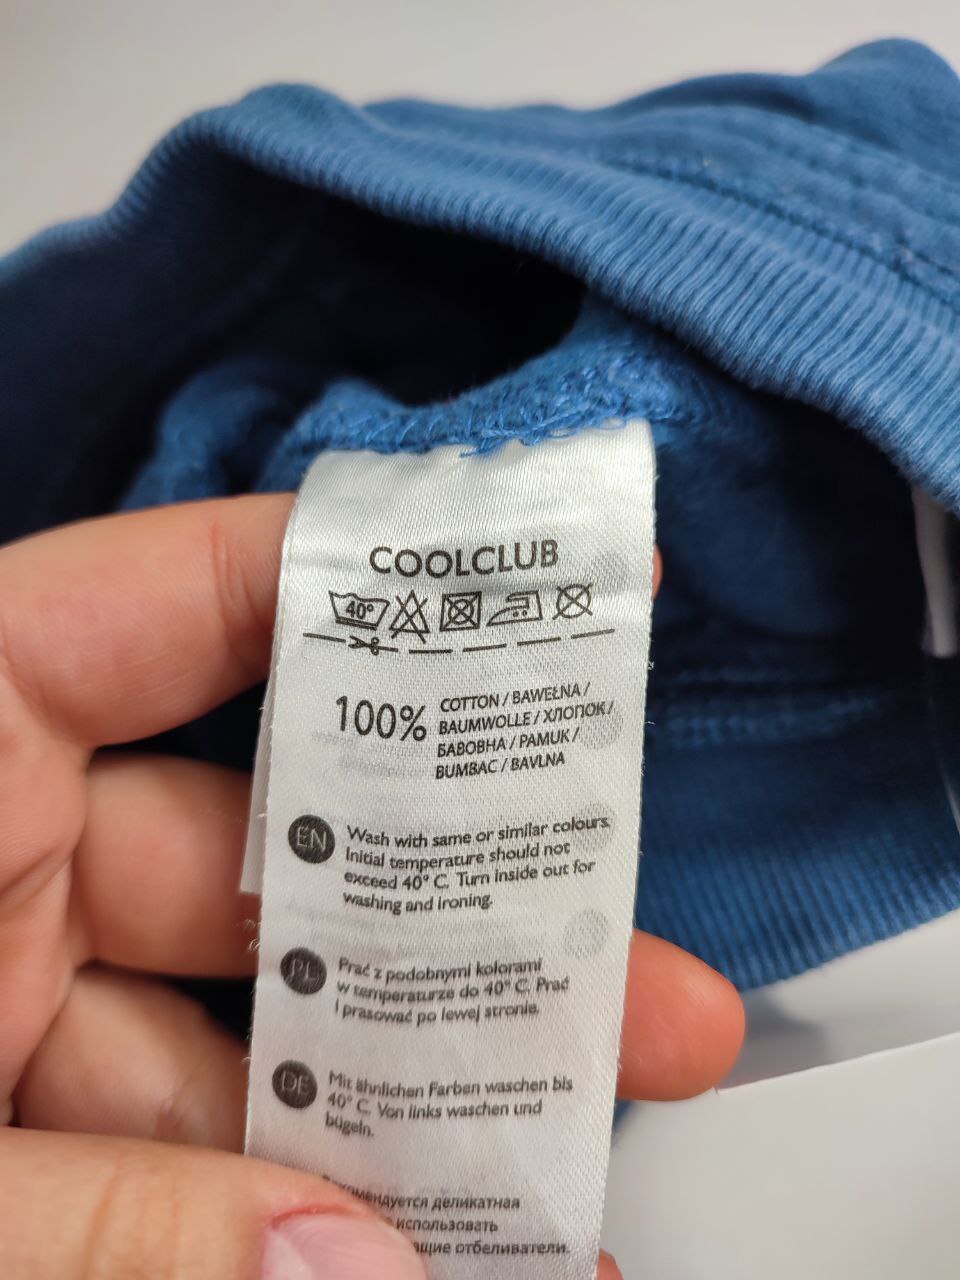 COOLCLUB
40°
100% COTTON / BAWEŁNA /
BAUMWOLLE / ХЛОПОК /
БАВОВНА / PAMUK /
BUMBAC / BAVLNA
EN
Wash with same or similar colours.
Initial temperature should not
exceed 40° C. Turn inside out for
washing and ironing.
PL
Prać z podobnymi kolorami
w temperaturze do 40° C. Prać
i prasować po lewej stronie.
DE
Mit ähnlichen Farben waschen bis
40° C. Von links waschen und
bügeln.
деликатная
использовать
отбеливатели.